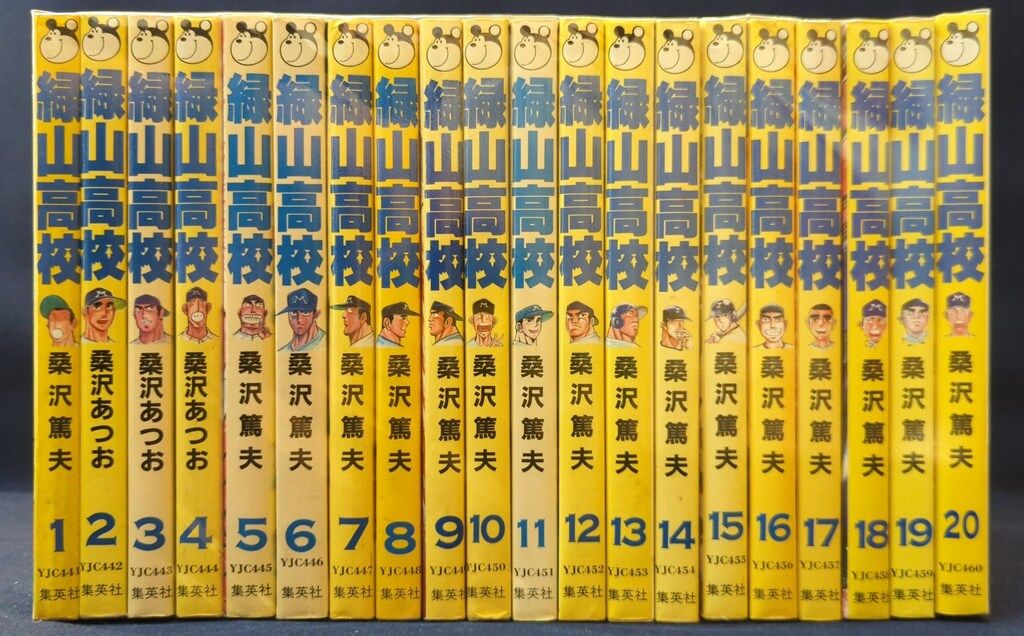 緑山高校
桑沢篤夫
1
YJC441
集英社
緑山高校
桑沢あつお
2
YJC442
集英社
緑山高校
桑沢あつお
3
YJC443
集英社
緑山高校
桑沢あつお
4
YJC444
集英社
緑山高校
桑沢篤夫
5
YJC445
集英社
緑山高校
桑沢篤夫
6
YJC446
集英社
緑山高校
桑沢篤夫
7
YJC447
集英社
緑山高校
桑沢篤夫
8
YJC448
集英社
緑山高校
桑沢篤夫
9
集英社
緑山高校
桑沢篤夫
10
YJC450
集英社
緑山高校
桑沢篤夫
11
YJC451
集英社
緑山高校
桑沢篤夫
12
YJC452
集英社
緑山高校
桑沢篤夫
13
YJC453
集英社
緑山高校
桑沢篤夫
14
YJC454
集英社
緑山高校
桑沢篤夫
15
YJC455
集英社
緑山高校
桑沢篤夫
16
YJC456
集英社
緑山高校
桑沢篤夫
17
YJC457
集英社
緑山高校
桑沢篤夫
18
YJC458
集英社
緑山高校
桑沢篤夫
19
YJC459
集英社
緑山高校
桑沢篤夫
20
YJC460
集英社